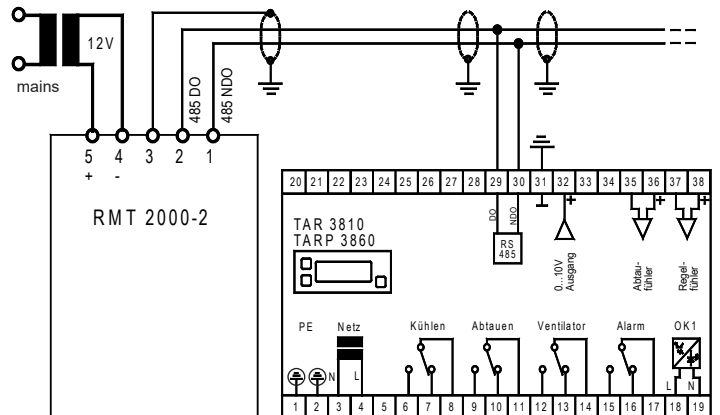 12V
mains
485 DO
485 NDO
5 4 3 2 1
+ -
RMT 2000-2
20 21 22 23 24 25 26 27 28 29 30 31 32 33 34 35 36 37 38
+ + +
DO
NDO
RS
485
0...10V
Ausgang
Abtau-
fühler
Regel-
fühler
TAR 3810
TARP 3860
PE Netz Kühlen Abtauen Ventilator Alarm OK1
N L L N
1 2 3 4 5 6 7 8 9 10 11 12 13 14 15 16 17 18 19